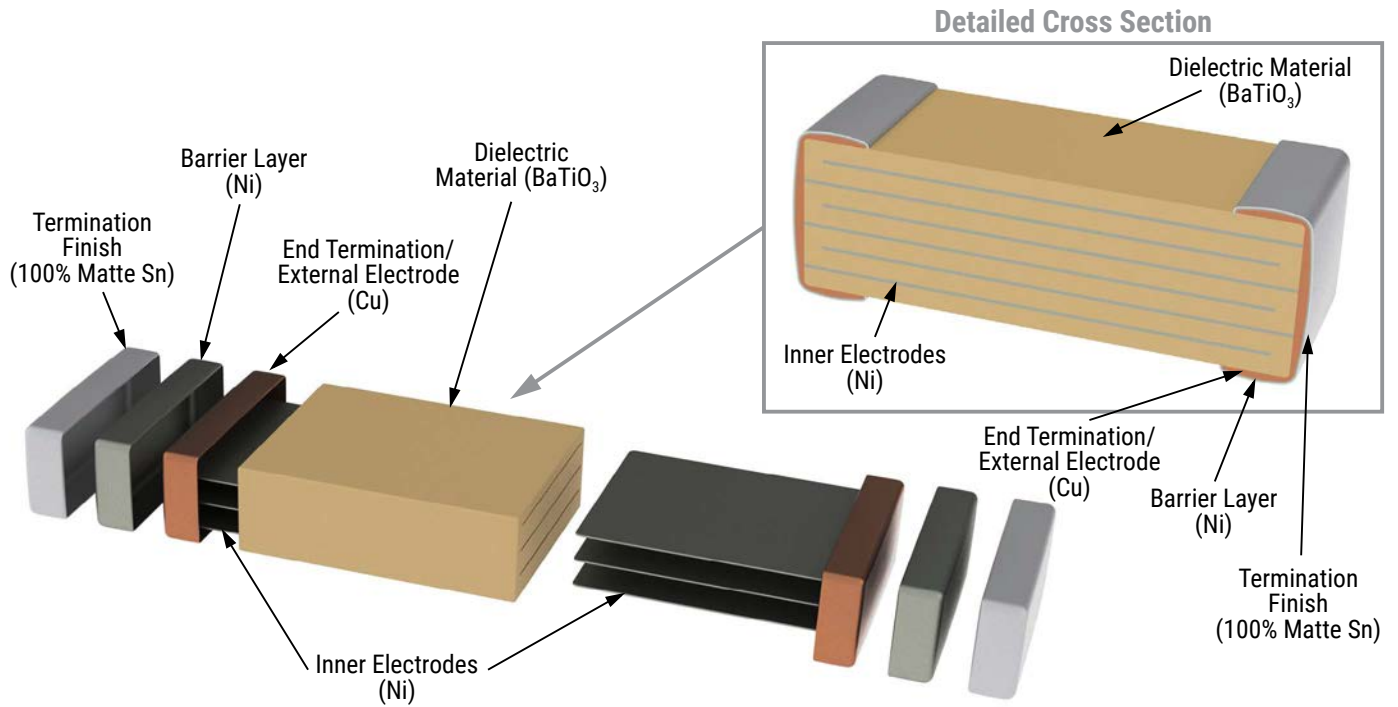 Detailed Cross Section
Dielectric Material
(BaTiO₃)
Inner Electrodes
(Ni)
End Termination/
External Electrode
(Cu)
Barrier Layer
(Ni)
Termination
Finish
(100% Matte Sn)
Termination
Finish
(100% Matte Sn)
Barrier Layer
(Ni)
End Termination/
External Electrode
(Cu)
Dielectric
Material (BaTiO₃)
Inner Electrodes
(Ni)